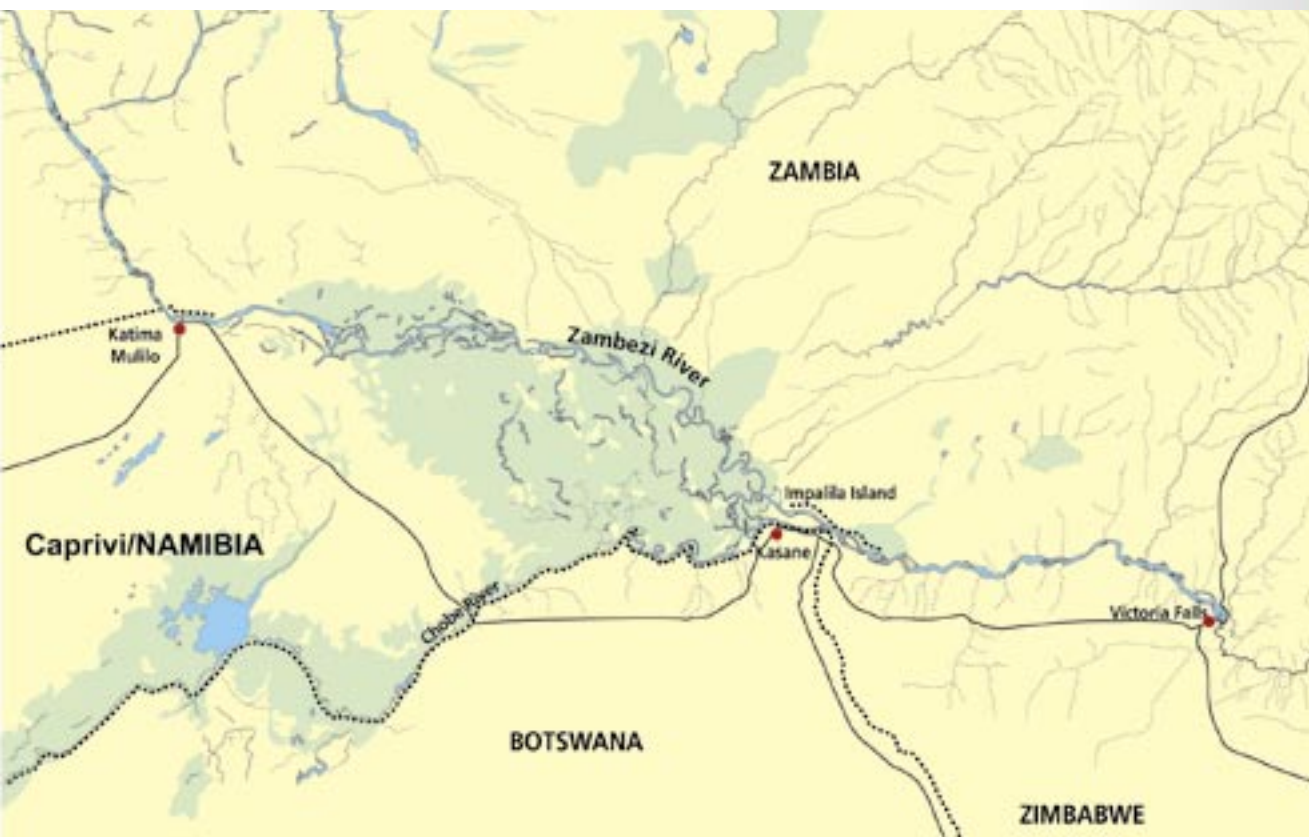 ZAMBIA
Katima
Mulilo
Zambezi River
Impalila Island
Caprivi/NAMIBIA
Kasane
Chobe River
Victoria Falls
BOTSWANA
ZIMBABWE